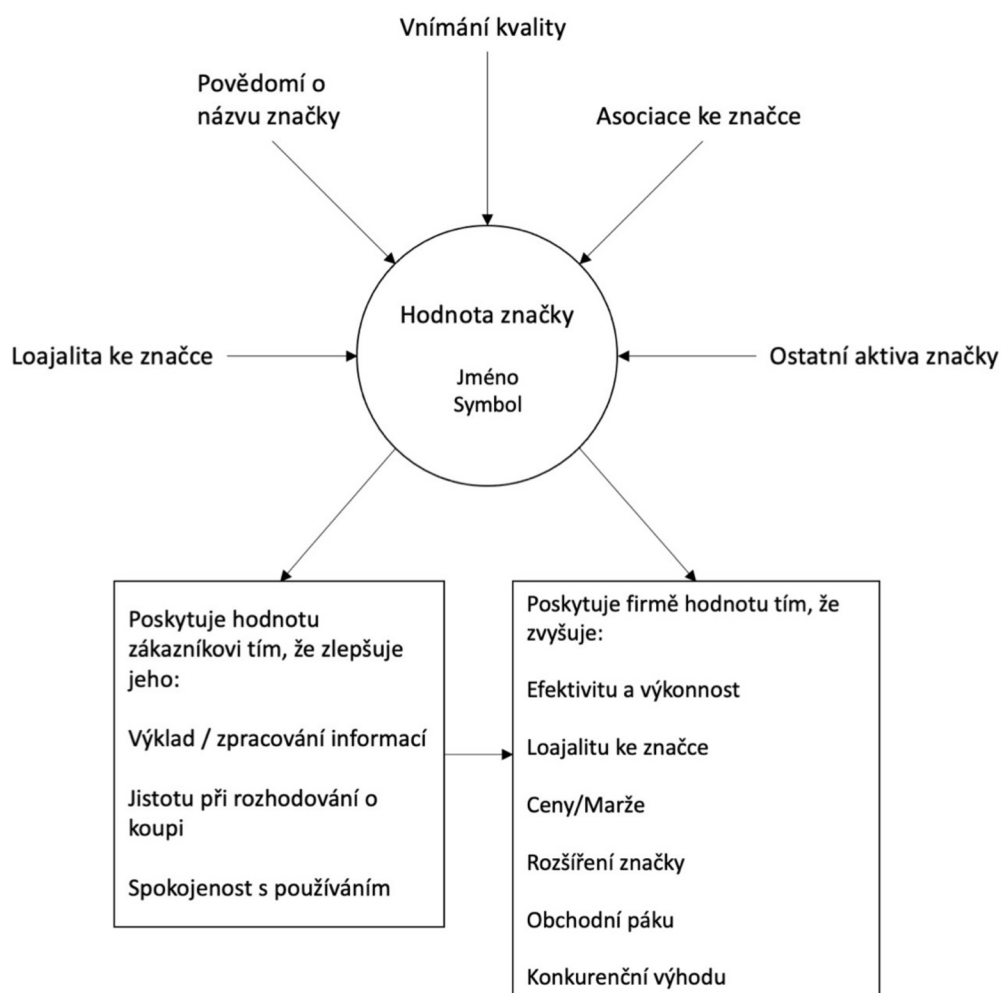 Vnímání kvality
Povědomí o
názvu značky
Asociace ke značce
Loajalita ke značce
Hodnota značky
Jméno
Symbol
Ostatní aktiva značky
Poskytuje hodnotu
zákazníkovi tím, že zlepšuje
jeho:
Výklad / zpracování informací
Jistotu při rozhodování o
koupi
Spokojenost s používáním
Poskytuje firmě hodnotu tím, že
zvyšuje:
Efektivitu a výkonnost
Loajalitu ke značce
Ceny/Marže
Rozšíření značky
Obchodní páku
Konkurenční výhodu